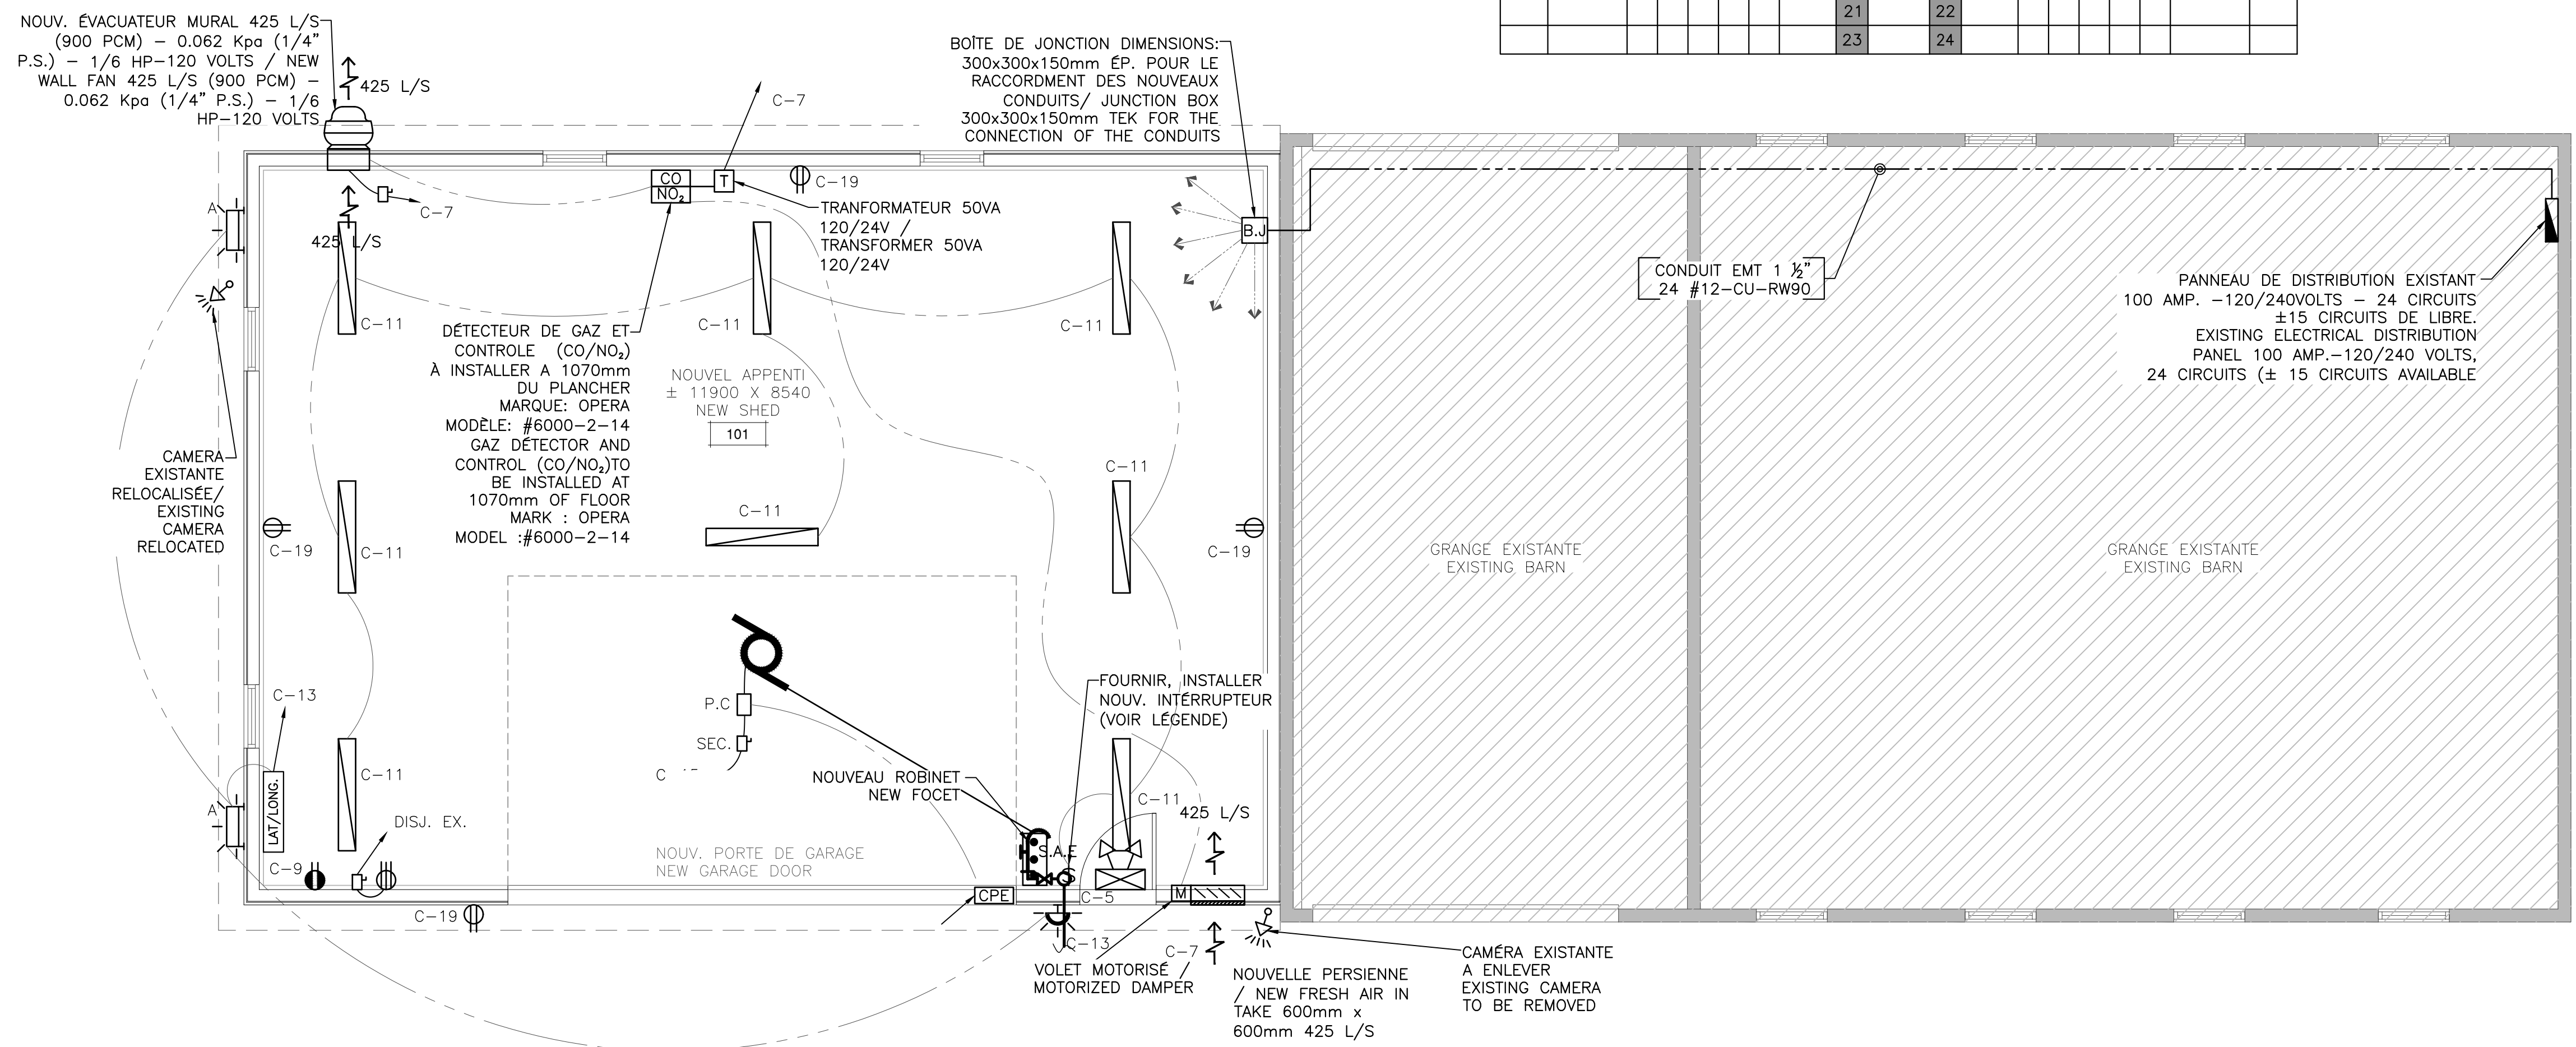 NOUV. ÉVACUATEUR MURAL 425 L/S
(900 PCM) – 0.062 Kpa (1/4"
P.S.) – 1/6 HP–120 VOLTS / NEW
WALL FAN 425 L/S (900 PCM) –
0.062 Kpa (1/4" P.S.) – 1/6
HP–120 VOLTS
425 L/S
C–7
BOÎTE DE JONCTION DIMENSIONS:
300x300x150mm ÉP. POUR LE
RACCORDMENT DES NOUVEAUX
CONDUITS/ JUNCTION BOX
300x300x150mm TEK FOR THE
CONNECTION OF THE CONDUITS
21
22
23
24
CO
NO₂
T
C–19
C–7
A
425 L/S
TRANFORMATEUR 50VA
120/24V /
TRANSFORMER 50VA
120/24V
B.J
CONDUIT EMT 1 ½"
24 #12–CU–RW90
PANNEAU DE DISTRIBUTION EXISTANT
100 AMP. –120/240VOLTS – 24 CIRCUITS
±15 CIRCUITS DE LIBRE.
EXISTING ELECTRICAL DISTRIBUTION
PANEL 100 AMP.–120/240 VOLTS,
24 CIRCUITS (± 15 CIRCUITS AVAILABLE
C–11
C–11
C–11
DÉTECTEUR DE GAZ ET
CONTROLE (CO/NO₂)
À INSTALLER A 1070mm
DU PLANCHER
MARQUE: OPERA
MODÈLE: #6000–2–14
GAZ DÉTECTOR AND
CONTROL (CO/NO₂)TO
BE INSTALLED AT
1070mm OF FLOOR
MARK : OPERA
MODEL :#6000–2–14
NOUVEL APPENTI
± 11900 X 8540
NEW SHED
101
CAMERA
EXISTANTE
RELOCALISÉE/
EXISTING
CAMERA
RELOCATED
C–11
C–11
C–19
C–11
C–19
GRANGE EXISTANTE
EXISTING BARN
GRANGE EXISTANTE
EXISTING BARN
C–13
P.C
SEC.
FOURNIR, INSTALLER
NOUV. INTÉRRUPTEUR
(VOIR LÉGENDE)
C–11
NOUVEAU ROBINET
NEW FOCET
A
LAT/LONG.
DISJ. EX.
C–11
425 L/S
NOUV. PORTE DE GARAGE
NEW GARAGE DOOR
S.A.E
C–9
CPE
C–5
M
C–19
C–13
C–7
VOLET MOTORISÉ /
MOTORIZED DAMPER
NOUVELLE PERSIENNE
/ NEW FRESH AIR IN
TAKE 600mm x
600mm 425 L/S
CAMÉRA EXISTANTE
A ENLEVER
EXISTING CAMERA
TO BE REMOVED